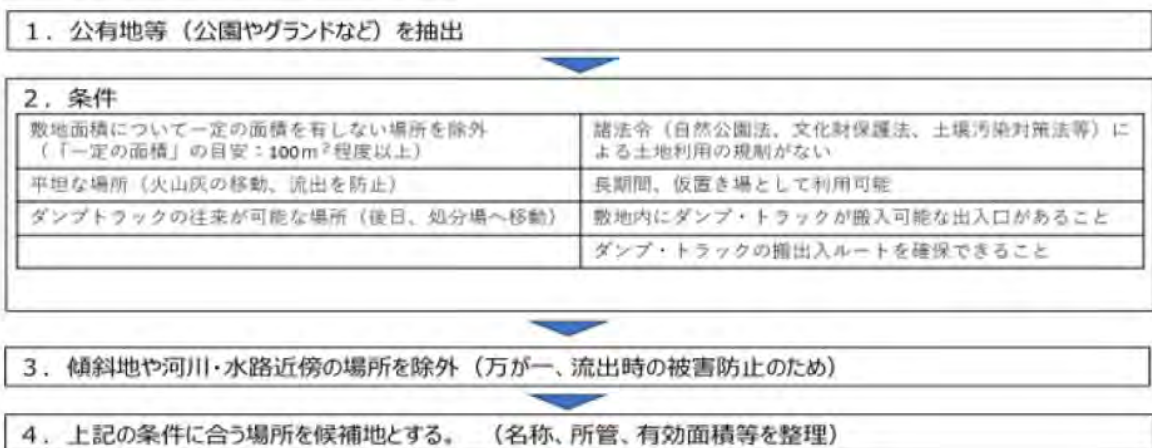 1．公有地等（公園やグランドなど）を抽出
2．条件
敷地面積について一定の面積を有しない場所を除外
（「一定の面積」の目安：100m²程度以上）
諸法令（自然公園法、文化財保護法、土壌汚染対策法等）に
よる土地利用の規制がない
平坦な場所（火山灰の移動、流出を防止）
長期間、仮置き場として利用可能
ダンプトラックの往来が可能な場所（後日、処分場へ移動）
敷地内にダンプ・トラックが搬入可能な出入口があること
ダンプ・トラックの搬出入ルートを確保できること
3．傾斜地や河川・水路近傍の場所を除外（万が一、流出時の被害防止のため）
4．上記の条件に合う場所を候補地とする。　（名称、所管、有効面積等を整理）